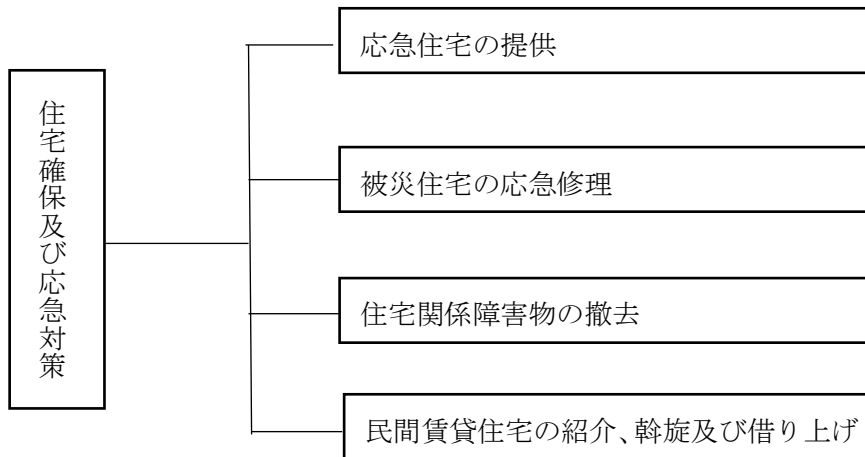 住宅確保及び応急対策
応急住宅の提供
被災住宅の応急修理
住宅関係障害物の撤去
民間賃貸住宅の紹介、斡旋及び借り上げ